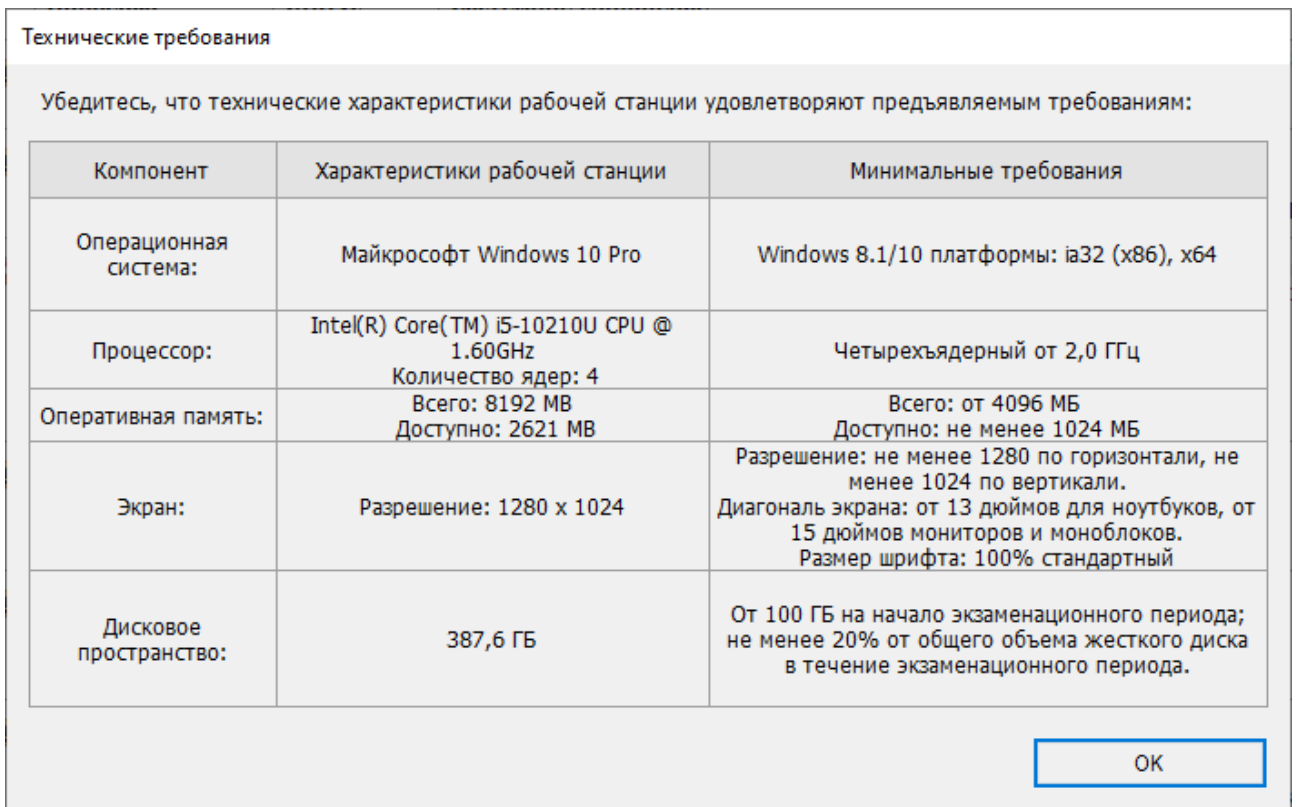 Технические требования
Убедитесь, что технические характеристики рабочей станции удовлетворяют предъявляемым требованиям:
Компонент
Характеристики рабочей станции
Минимальные требования
Операционная
система:
Майкрософт Windows 10 Pro
Windows 8.1/10 платформы: ia32 (x86), x64
Процессор:
Intel(R) Core(TM) i5-10210U CPU @
1.60GHz
Количество ядер: 4
Четырехъядерный от 2,0 ГГц
Оперативная память:
Всего: 8192 MB
Доступно: 2621 MB
Всего: от 4096 МБ
Доступно: не менее 1024 МБ
Экран:
Разрешение: 1280 x 1024
Разрешение: не менее 1280 по горизонтали, не
менее 1024 по вертикали.
Диагональ экрана: от 13 дюймов для ноутбуков, от
15 дюймов мониторов и моноблоков.
Размер шрифта: 100% стандартный
Дисковое
пространство:
387,6 ГБ
От 100 ГБ на начало экзаменационного периода;
не менее 20% от общего объема жесткого диска
в течение экзаменационного периода.
OK